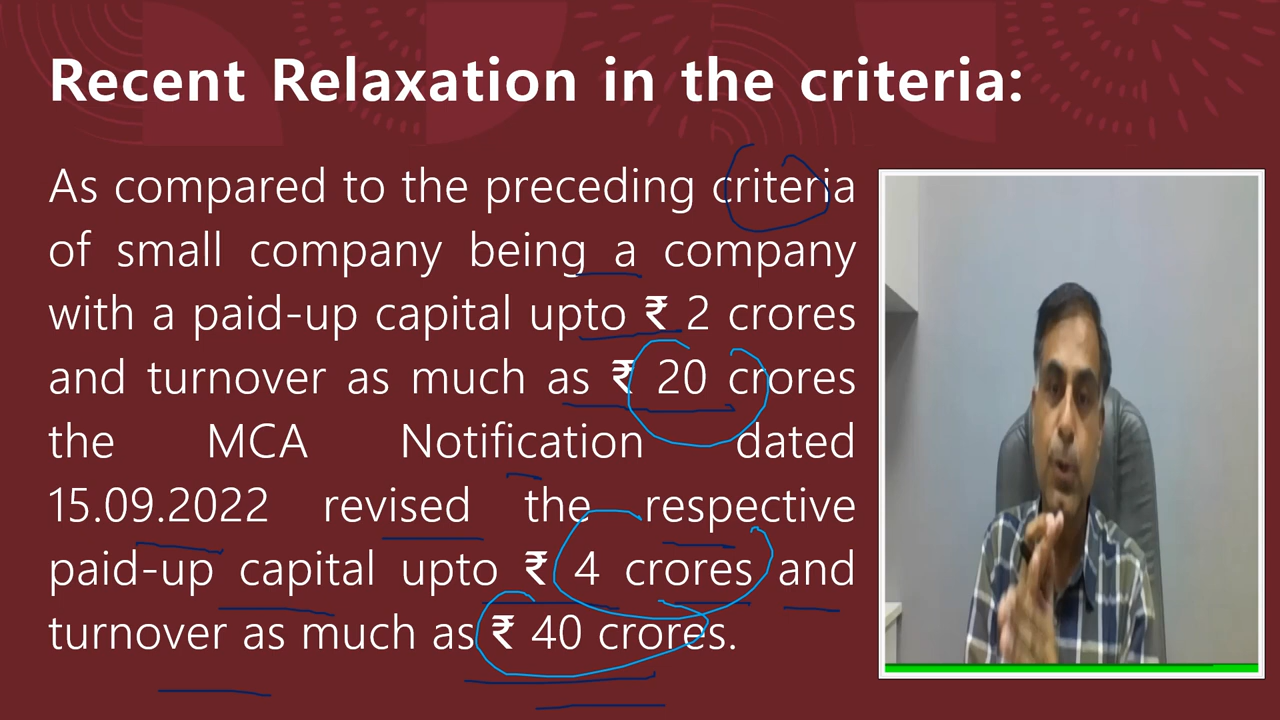 Recent Relaxation in the criteria:
As compared to the preceding criteria
of small company being a company
with a paid-up capital upto ₹ 2 crores
and turnover as much as ₹ 20 crores
the MCA Notification dated
15.09.2022 revised the respective
paid-up capital upto ₹ 4 crores and
turnover as much as ₹ 40 crores.